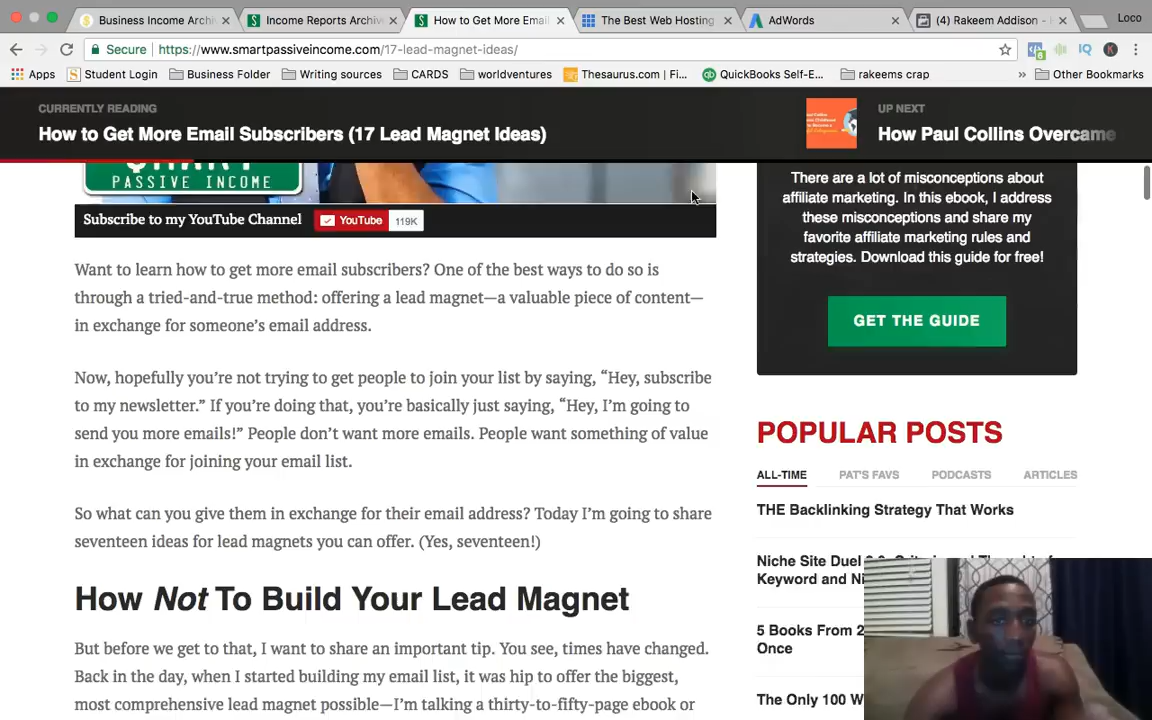 Business Income Archi
Income Reports Archive
How to Get More Email
The Best Web Hosting
AdWords
(4) Rakeem Addison -
Loco
Secure
https://www.smartpassiveincome.com/17-lead-magnet-ideas/
Apps
Student Login
Business Folder
Writing sources
CARDS
worldventures
Thesaurus.com | Fi...
QuickBooks Self-E...
rakeems crap
»
Other Bookmarks
CURRENTLY READING
How to Get More Email Subscribers (17 Lead Magnet Ideas)
UP NEXT
How Paul Collins Overcame
SMART
PASSIVE INCOME
Subscribe to my YouTube Channel
YouTube 119K
Want to learn how to get more email subscribers? One of the best ways to do so is
through a tried-and-true method: offering a lead magnet—a valuable piece of content—
in exchange for someone's email address.
Now, hopefully you're not trying to get people to join your list by saying, “Hey, subscribe
to my newsletter.” If you're doing that, you're basically just saying, “Hey, I'm going to
send you more emails!” People don't want more emails. People want something of value
in exchange for joining your email list.
So what can you give them in exchange for their email address? Today I'm going to share
seventeen ideas for lead magnets you can offer. (Yes, seventeen!)
How Not To Build Your Lead Magnet
But before we get to that, I want to share an important tip. You see, times have changed.
Back in the day, when I started building my email list, it was hip to offer the biggest,
most comprehensive lead magnet possible—I'm talking a thirty-to-fifty-page ebook or
There are a lot of misconceptions about
affiliate marketing. In this ebook, I address
these misconceptions and share my
favorite affiliate marketing rules and
strategies. Download this guide for free!
GET THE GUIDE
POPULAR POSTS
ALL-TIME
PAT'S FAVS
PODCASTS
ARTICLES
THE Backlinking Strategy That Works
Niche Site Duel
Keyword and Ni
5 Books From 2
Once
The Only 100 W